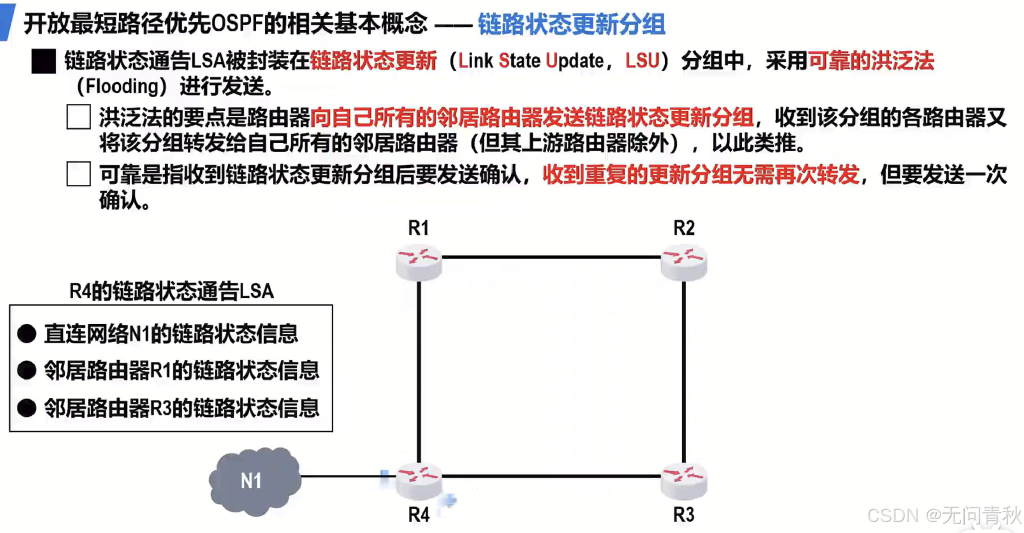 开放最短路径优先OSPF的相关基本概念 —— 链路状态更新分组
链路状态通告LSA被封装在链路状态更新（Link State Update，LSU）分组中，采用可靠的洪泛法
（Flooding）进行发送。
洪泛法的要点是路由器向自己所有的邻居路由器发送链路状态更新分组，收到该分组的各路由器又
将该分组转发给自己所有的邻居路由器（但其上游路由器除外），以此类推。
可靠是指收到链路状态更新分组后要发送确认，收到重复的更新分组无需再次转发，但要发送一次
确认。
R1
R2
R4的链路状态通告LSA
直连网络N1的链路状态信息
邻居路由器R1的链路状态信息
邻居路由器R3的链路状态信息
N1
R4
R3
CSDN @无问青秋